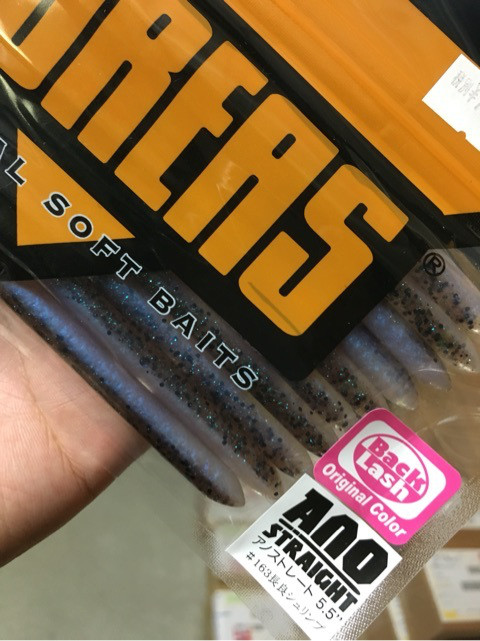 OREAS®
AL SOFT BAITS
Back
Lash
Original Color
ANO
STRAIGHT
アノストレート 5.5"
#163長良シュリンプ